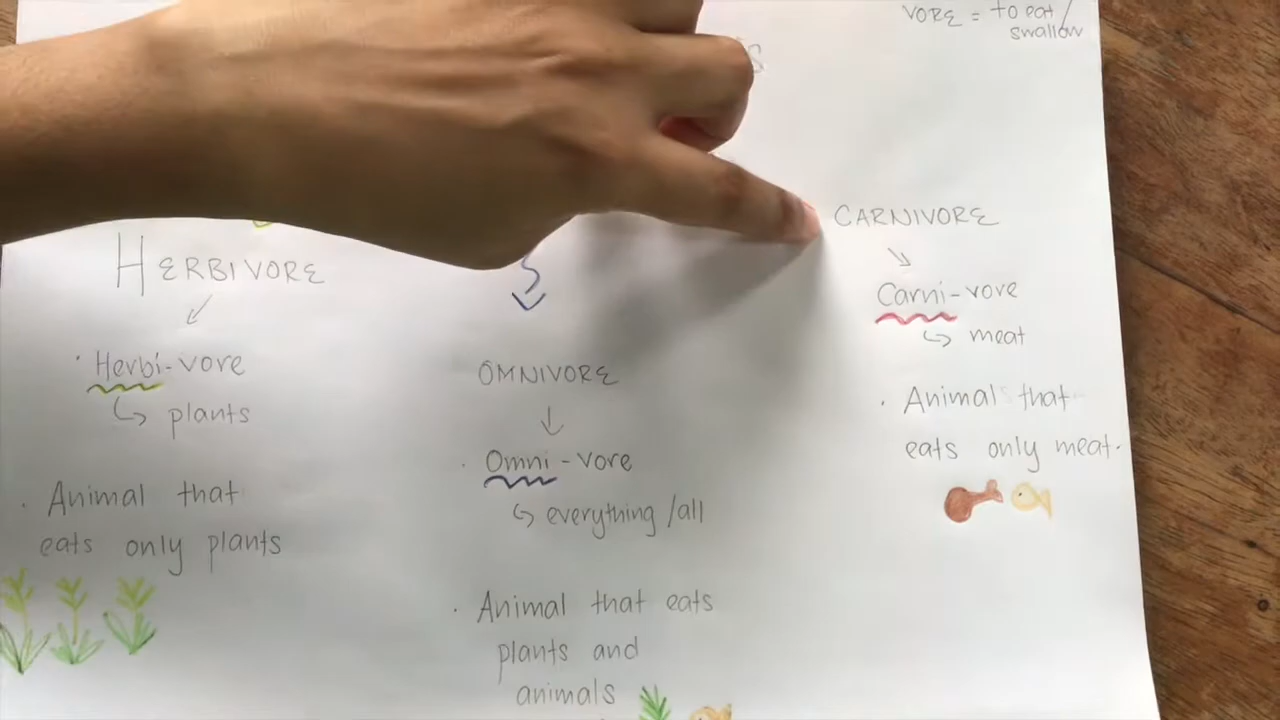 VORE = to eat/
swallow
HERBIVORE
· Herbi-vore
↳ plants
· Animal that
eats only plants
OMNIVORE
· Omni-vore
↳ everything/all
· Animal that eats
plants and
animals
CARNIVORE
Carni-vore
↳ meat
· Animal that
eats only meat.